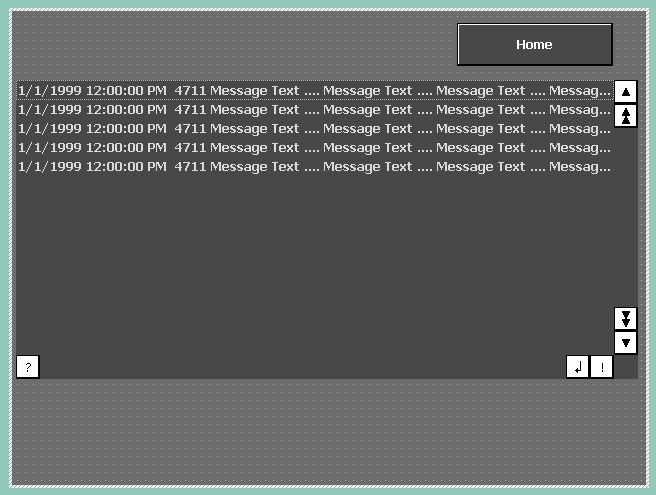 Home
1/1/1999 12:00:00 PM 4711 Message Text .... Message Text .... Message Text .... Messag...
1/1/1999 12:00:00 PM 4711 Message Text .... Message Text .... Message Text .... Messag...
1/1/1999 12:00:00 PM 4711 Message Text .... Message Text .... Message Text .... Messag...
1/1/1999 12:00:00 PM 4711 Message Text .... Message Text .... Message Text .... Messag...
1/1/1999 12:00:00 PM 4711 Message Text .... Message Text .... Message Text .... Messag...
? !